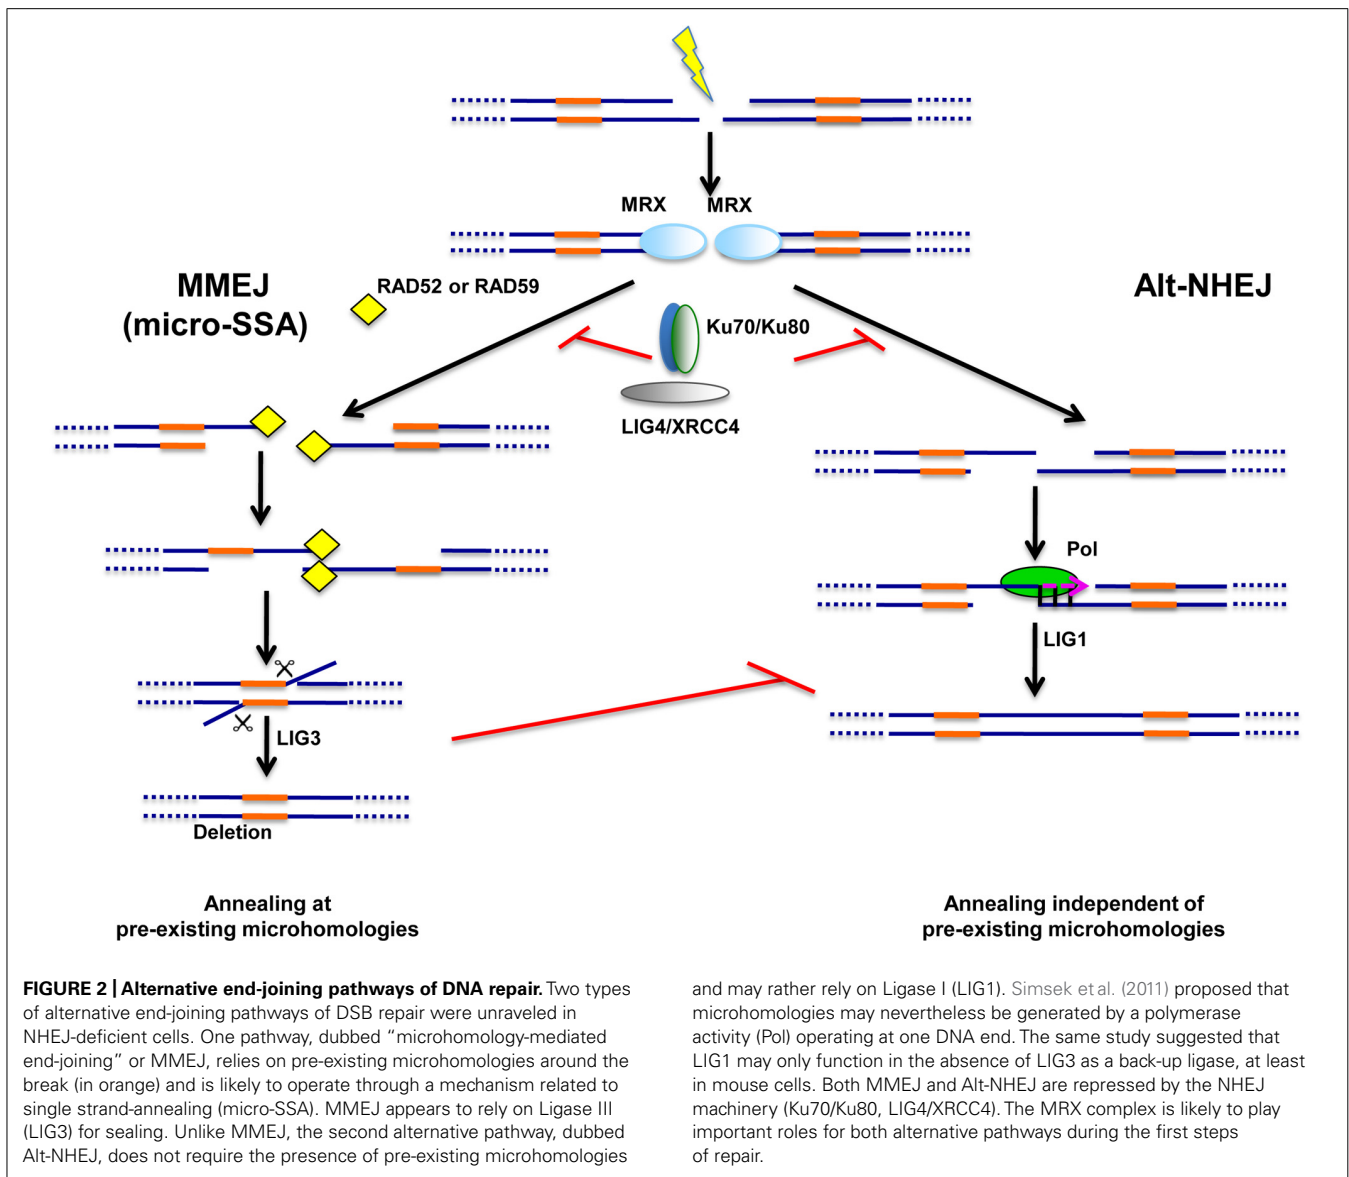 MRX MRX
MMEJ
(micro-SSA)
RAD52 or RAD59
Alt-NHEJ
Ku70/Ku80
LIG4/XRCC4
Pol
LIG1
LIG3
Deletion
Annealing at
pre-existing microhomologies
Annealing independent of
pre-existing microhomologies
FIGURE 2 | Alternative end-joining pathways of DNA repair. Two types
of alternative end-joining pathways of DSB repair were unraveled in
NHEJ-deficient cells. One pathway, dubbed “microhomology-mediated
end-joining” or MMEJ, relies on pre-existing microhomologies around the
break (in orange) and is likely to operate through a mechanism related to
single strand-annealing (micro-SSA). MMEJ appears to rely on Ligase III
(LIG3) for sealing. Unlike MMEJ, the second alternative pathway, dubbed
Alt-NHEJ, does not require the presence of pre-existing microhomologies
and may rather rely on Ligase I (LIG1). Simsek et al. (2011) proposed that
microhomologies may nevertheless be generated by a polymerase
activity (Pol) operating at one DNA end. The same study suggested that
LIG1 may only function in the absence of LIG3 as a back-up ligase, at least
in mouse cells. Both MMEJ and Alt-NHEJ are repressed by the NHEJ
machinery (Ku70/Ku80, LIG4/XRCC4). The MRX complex is likely to play
important roles for both alternative pathways during the first steps
of repair.